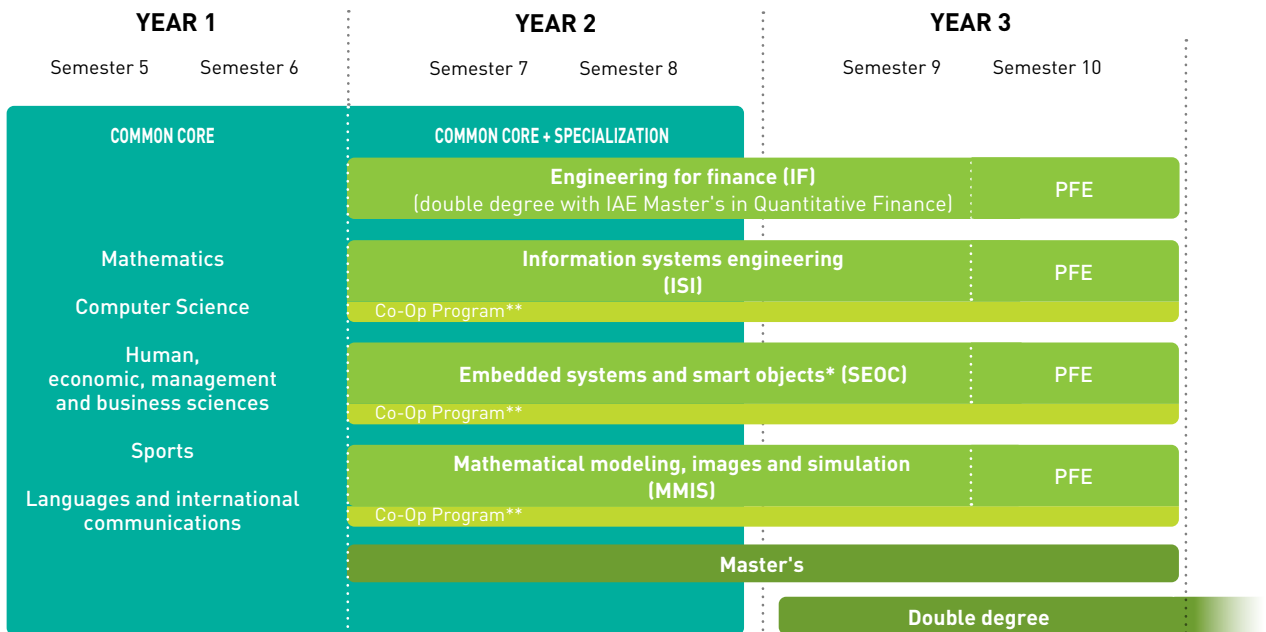 YEAR 1
YEAR 2
YEAR 3
Semester 5
Semester 6
Semester 7
Semester 8
Semester 9
Semester 10
COMMON CORE
COMMON CORE + SPECIALIZATION
Engineering for finance (IF)
(double degree with IAE Master's in Quantitative Finance)
PFE
Mathematics
Computer Science
Human,
economic, management
and business sciences
Sports
Languages and international
communications
Information systems engineering
(ISI)
PFE
Co-Op Program**
Embedded systems and smart objects* (SEOC)
PFE
Co-Op Program**
Mathematical modeling, images and simulation
(MMIS)
PFE
Co-Op Program**
Master's
Double degree